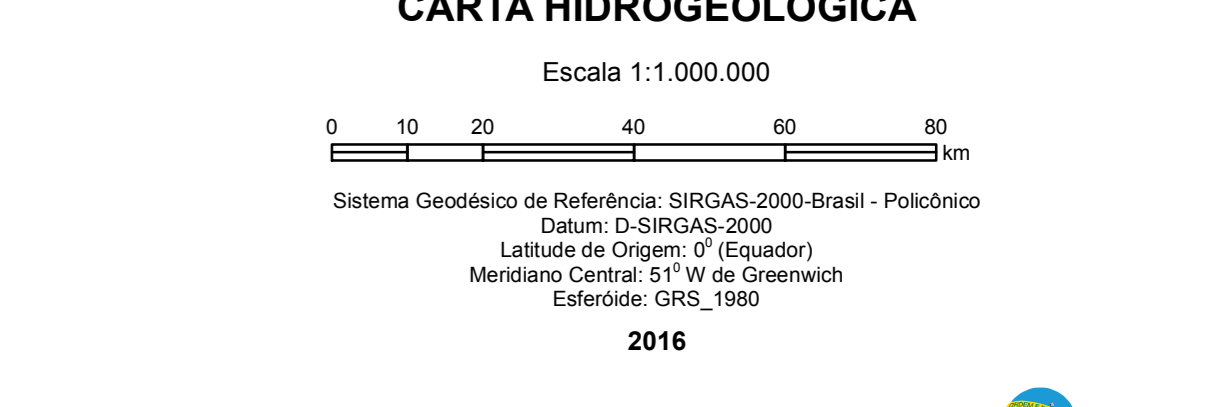 CARTA HIDROGEOLÓGICA
Escala 1:1.000.000
0 10 20 40 60 80
km
Sistema Geodésico de Referência: SIRGAS-2000-Brasil - Policônico
Datum: D-SIRGAS-2000
Latitude de Origem: 0⁰ (Equador)
Meridiano Central: 51⁰ W de Greenwich
Esferóide: GRS_1980
2016
ORDEM E